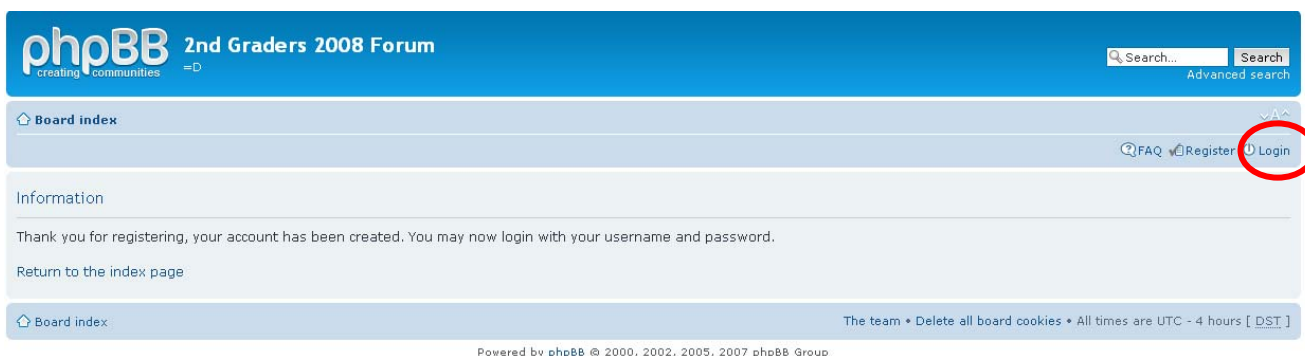 phpBB
creating communities
2nd Graders 2008 Forum
=D
Search... Search
Advanced search
Board index
vA^
FAQ Register Login
Information
Thank you for registering, your account has been created. You may now login with your username and password.
Return to the index page
Board index
The team • Delete all board cookies • All times are UTC - 4 hours [ DST ]
Powered by phpBB © 2000, 2002, 2005, 2007 phpBB Group